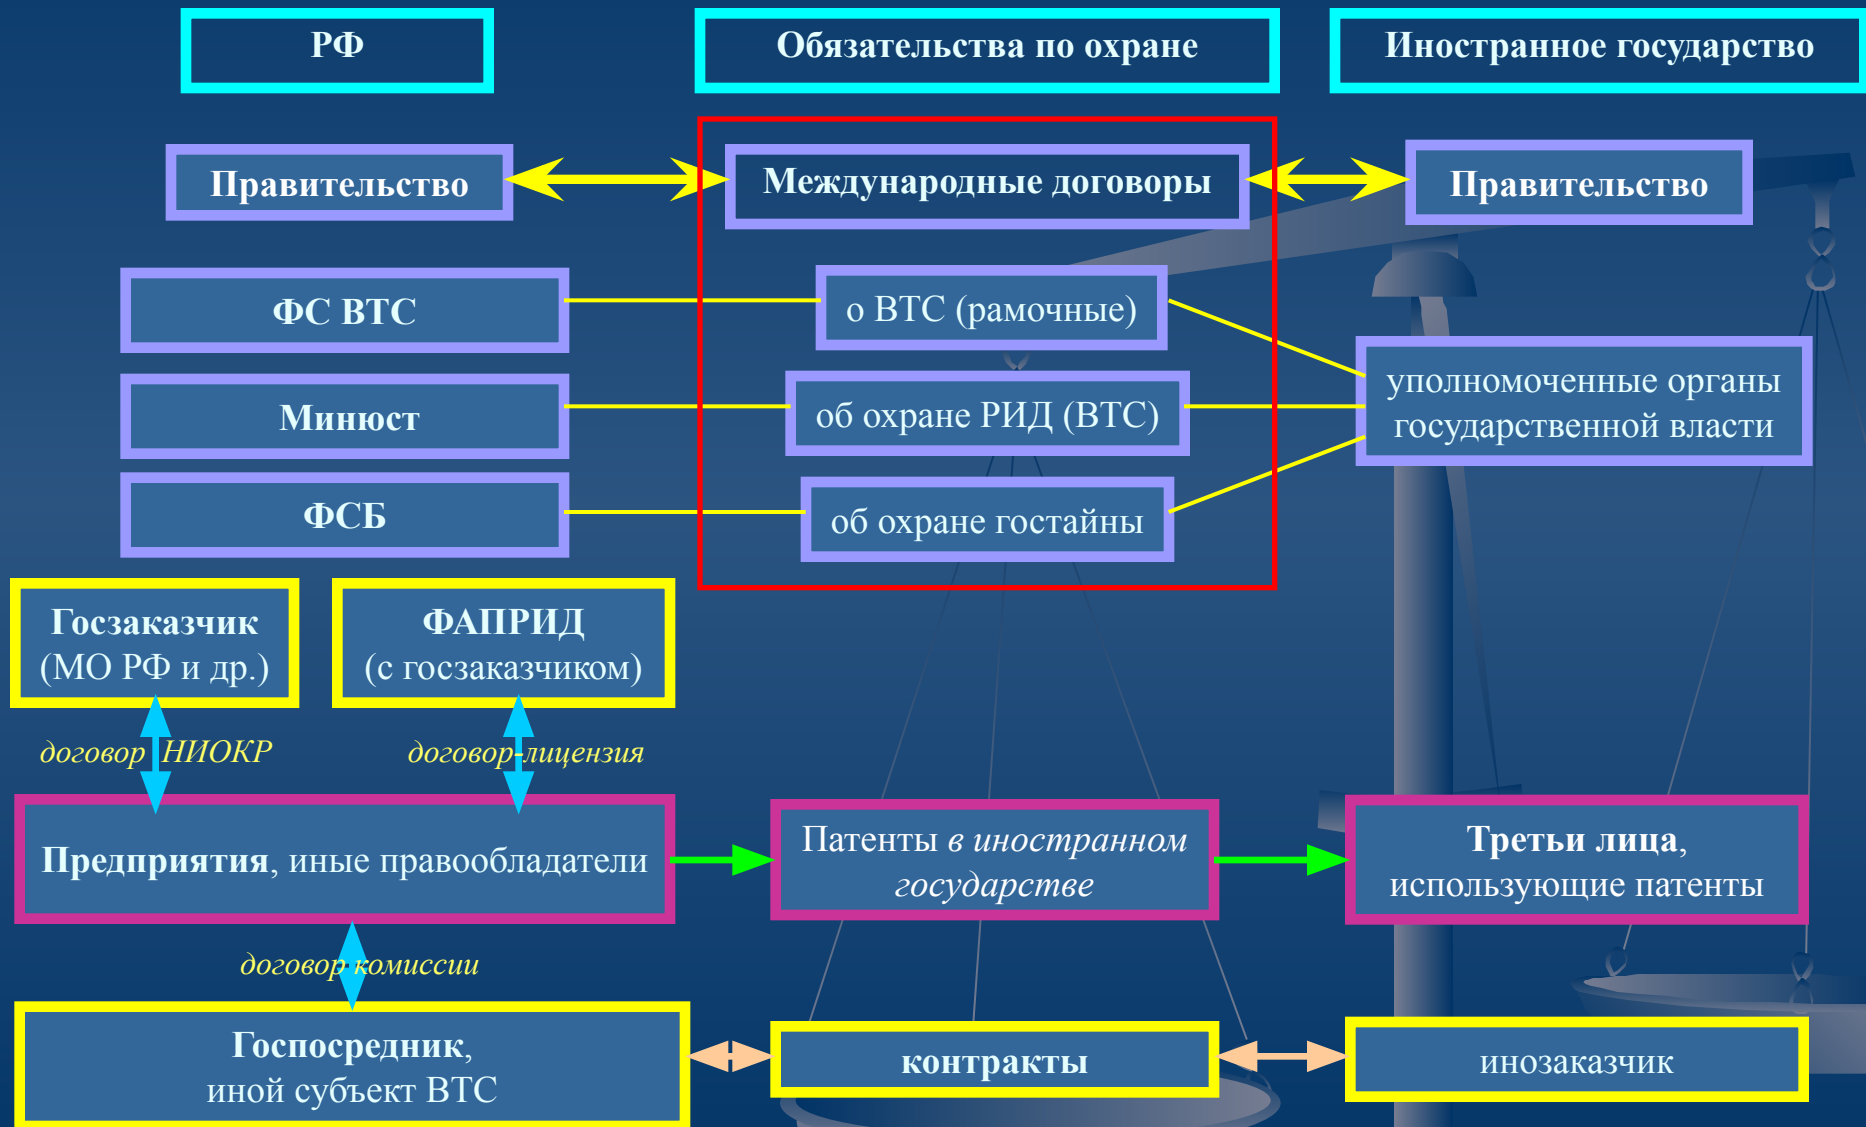 РФ
Обязательства по охране
Иностранное государство
Правительство
Международные договоры
Правительство
ФС ВТС
о ВТС (рамочные)
уполномоченные органы
государственной власти
Минюст
об охране РИД (ВТС)
ФСБ
об охране гостайны
Госзаказчик
(МО РФ и др.)
ФАПРИД
(с госзаказчиком)
договор НИОКР
договор-лицензия
Предприятия, иные правообладатели
Патенты в иностранном
государстве
Третьи лица,
использующие патенты
договор комиссии
Госпосредник,
иной субъект ВТС
контракты
инозаказчик